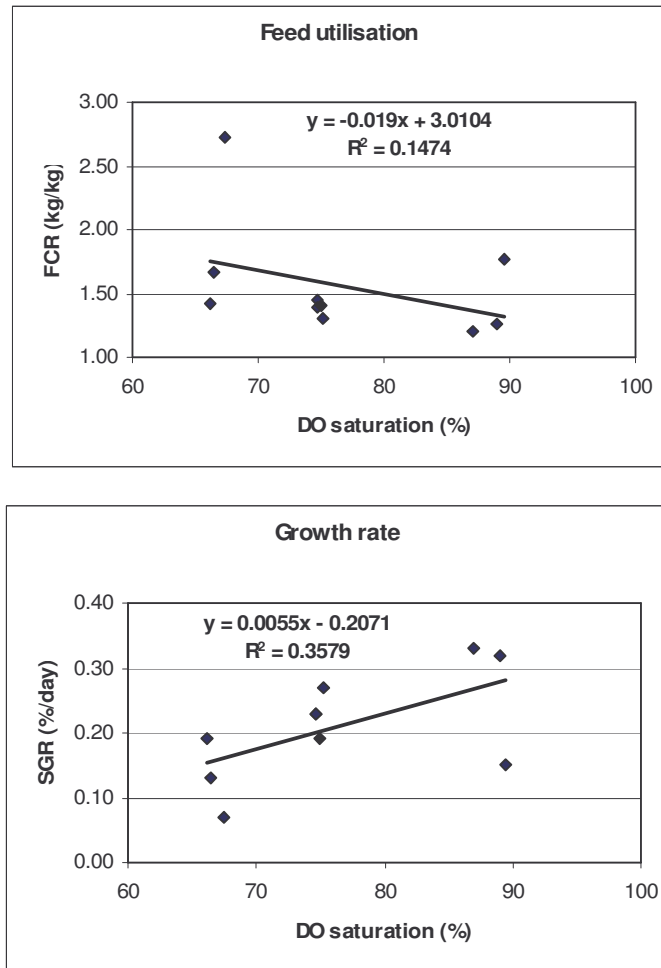 Feed utilisation
y = -0.019x + 3.0104
R² = 0.1474
3.00
2.50
2.00
1.50
1.00
FCR (kg/kg)
60 70 80 90 100
DO saturation (%)
Growth rate
y = 0.0055x - 0.2071
R² = 0.3579
0.40
0.30
0.20
0.10
0.00
SGR (%/day)
60 70 80 90 100
DO saturation (%)